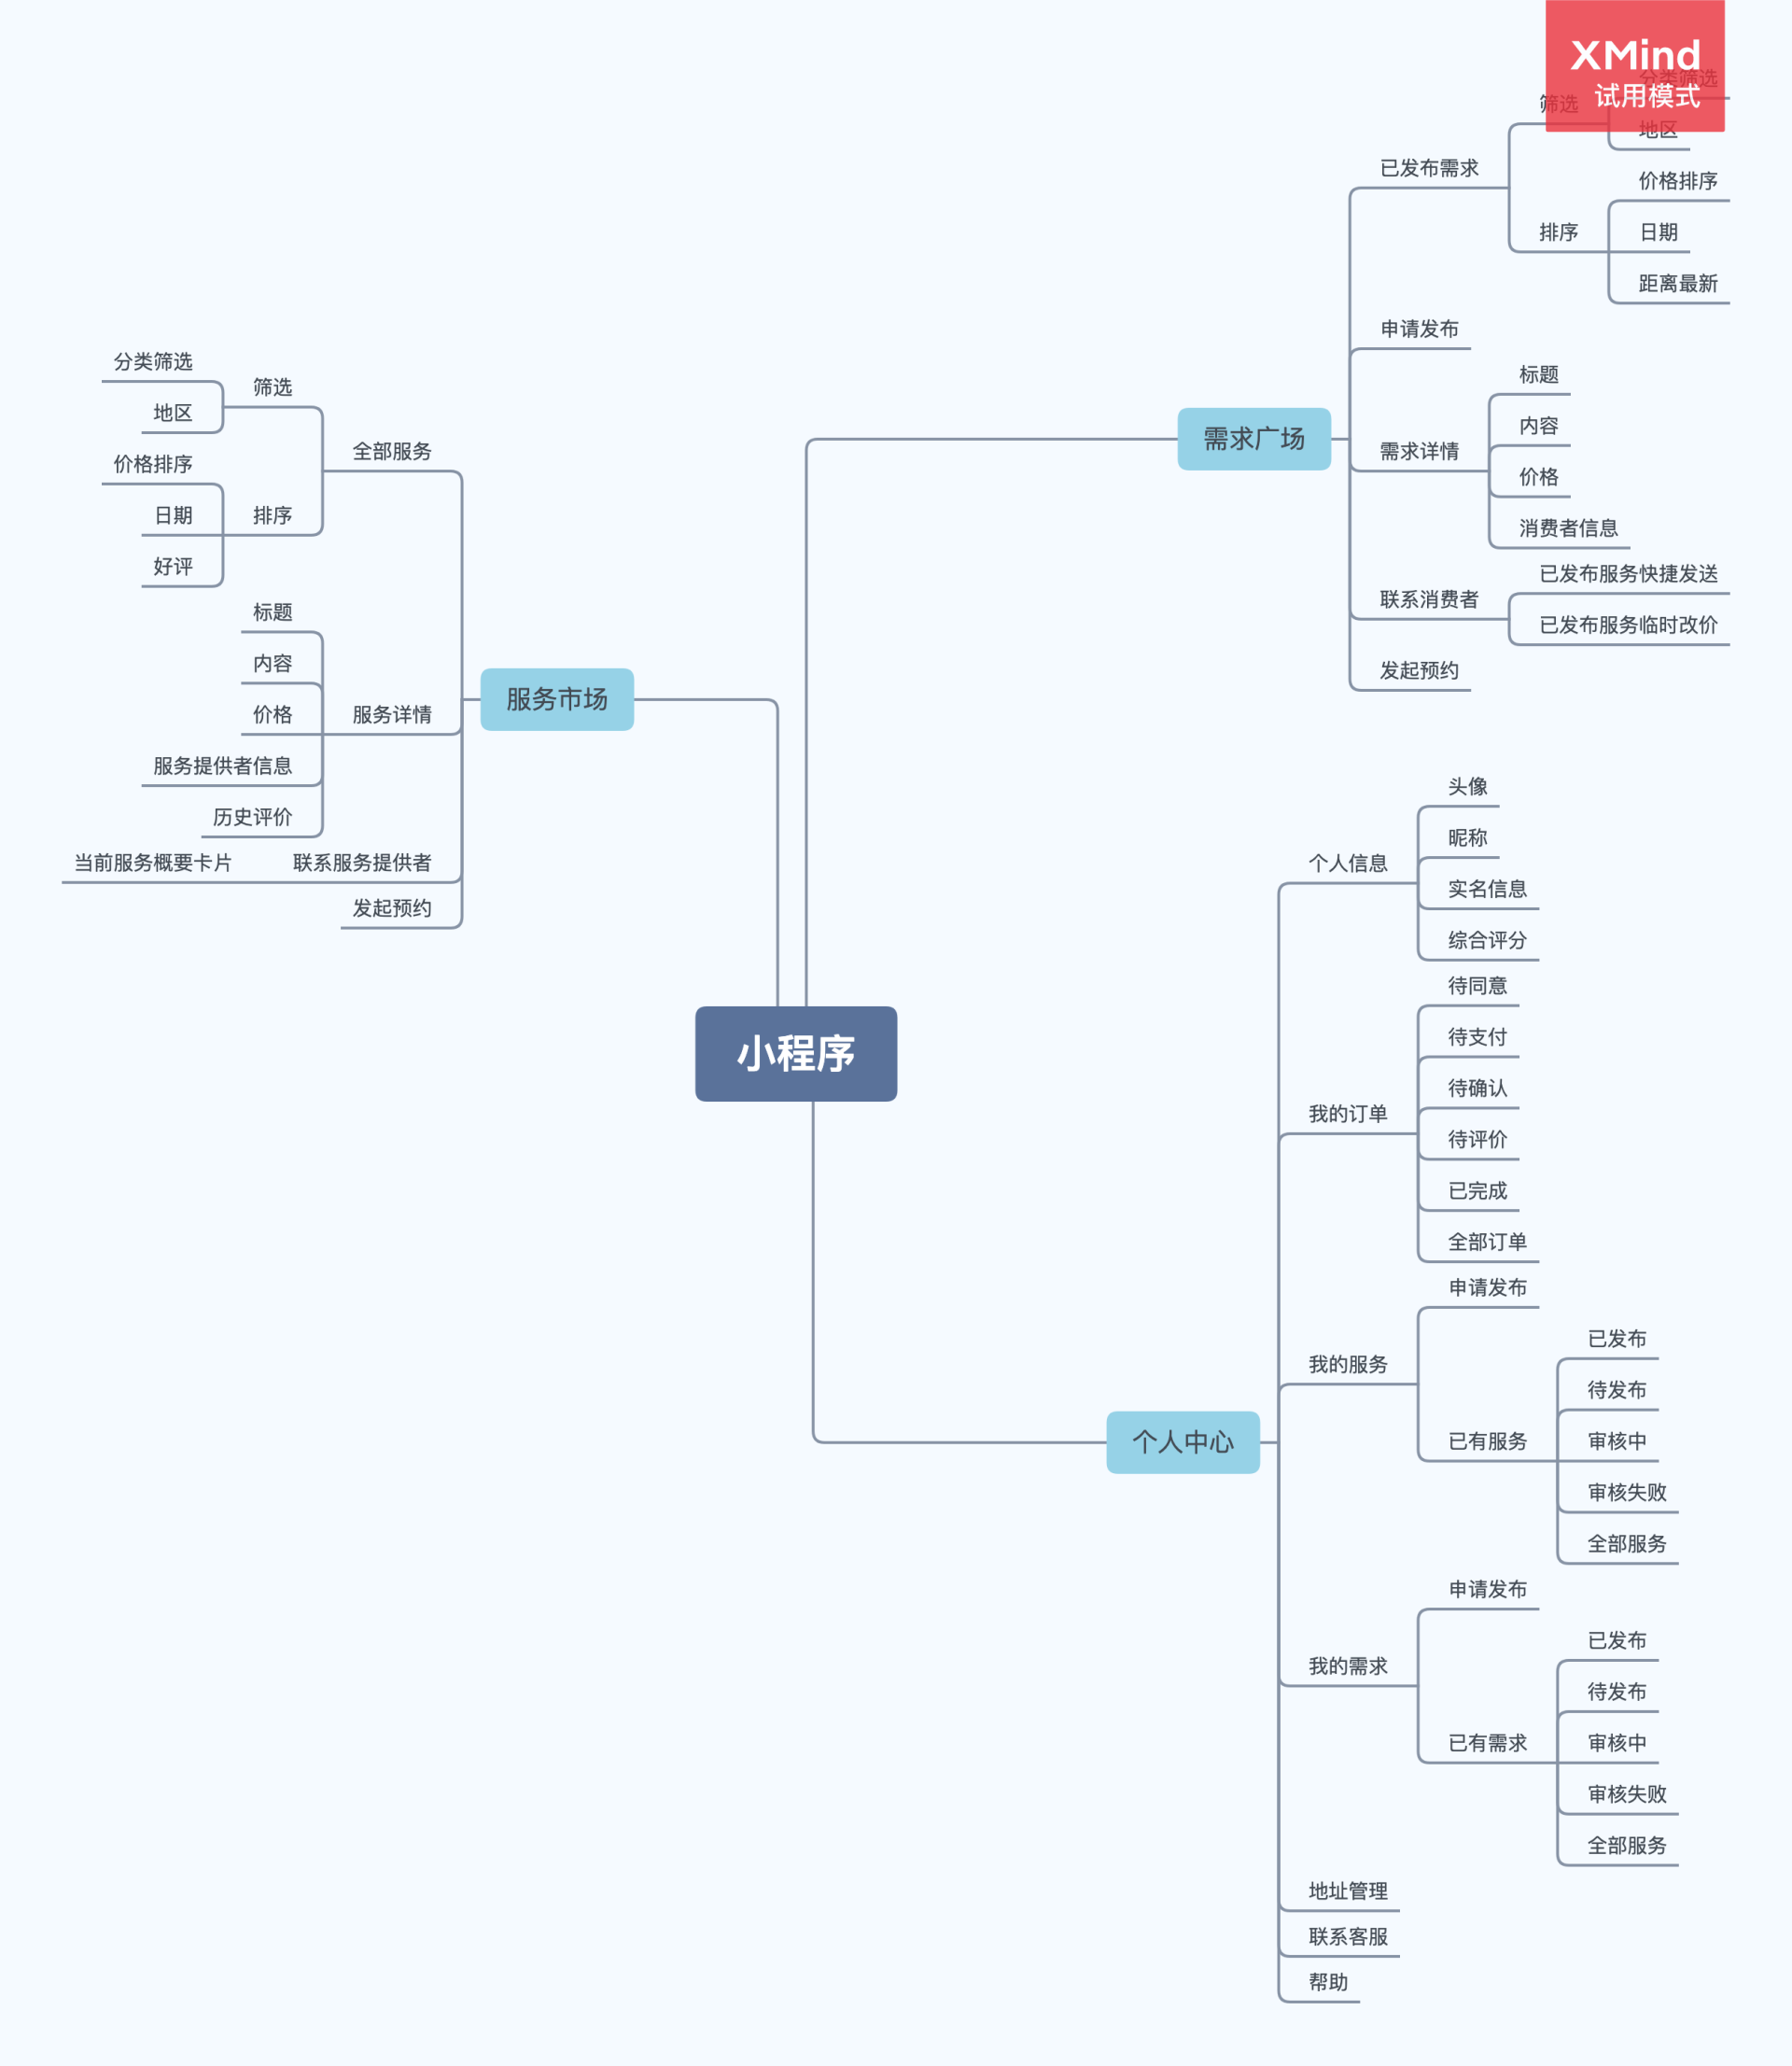 小程序
需求广场
已发布需求
筛选
分类筛选
地区
排序
价格排序
日期
距离最新
申请发布
需求详情
标题
内容
价格
消费者信息
联系消费者
已发布服务快捷发送
已发布服务临时改价
发起预约
个人中心
个人信息
头像
昵称
实名信息
综合评分
我的订单
待同意
待支付
待确认
待评价
已完成
全部订单
我的服务
申请发布
已有服务
已发布
待发布
审核中
审核失败
全部服务
我的需求
申请发布
已有需求
已发布
待发布
审核中
审核失败
全部服务
地址管理
联系客服
帮助
服务市场
全部服务
筛选
分类筛选
地区
排序
价格排序
日期
好评
服务详情
标题
内容
价格
服务提供者信息
历史评价
联系服务提供者
当前服务概要卡片
发起预约
XMind
试用模式